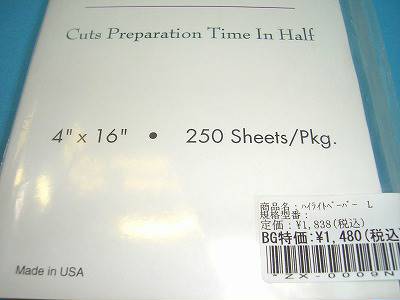 Cuts Preparation Time In Half
4" x 16" • 250 Sheets/Pkg.
商品名：ﾊｲﾗｲﾄﾍﾟｰﾊﾟｰ L
規格型番：
定価：¥1,838(税込)
BG特価:¥1,480(税込)
Made in USA